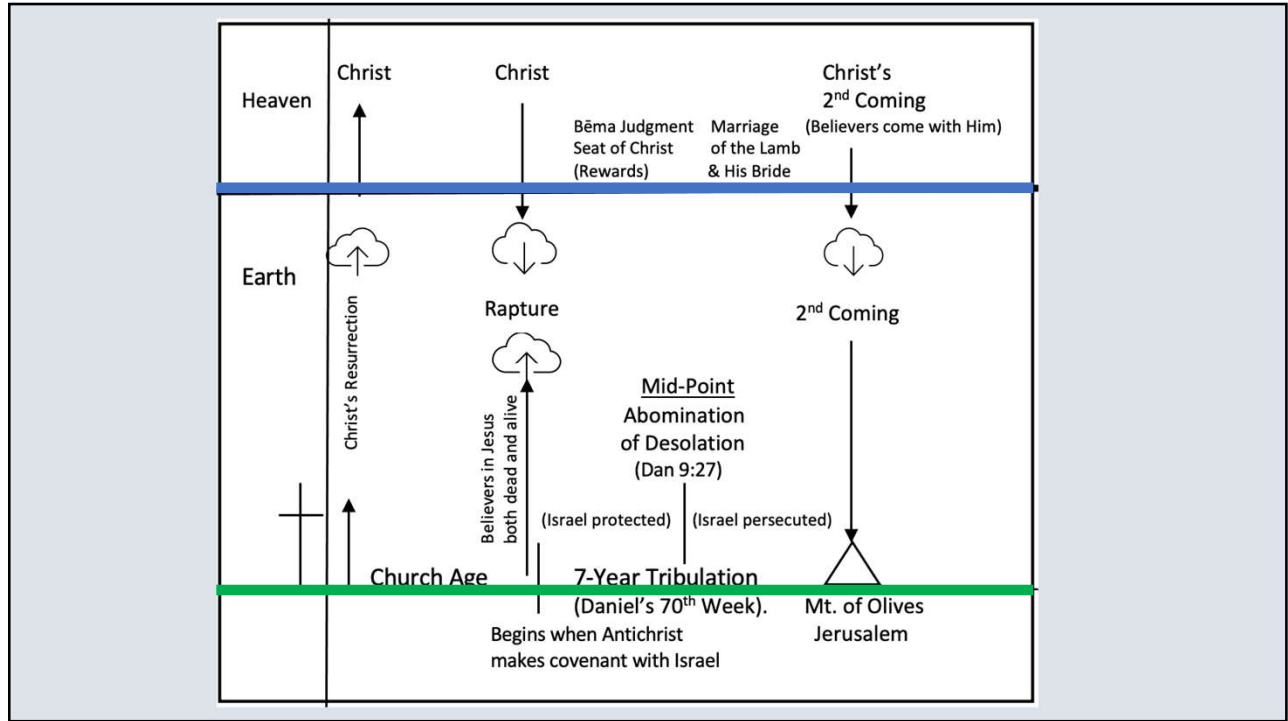 Christ
Christ
Christ's
2nd Coming
(Believers come with Him)
Heaven
Bēma Judgment
Seat of Christ
(Rewards)
Marriage
of the Lamb
& His Bride
Earth
Christ's Resurrection
Rapture
Believers in Jesus
both dead and alive
2nd Coming
Mid-Point
Abomination
of Desolation
(Dan 9:27)
(Israel protected)
(Israel persecuted)
Church Age
7-Year Tribulation
(Daniel's 70th Week).
Begins when Antichrist
makes covenant with Israel
Mt. of Olives
Jerusalem